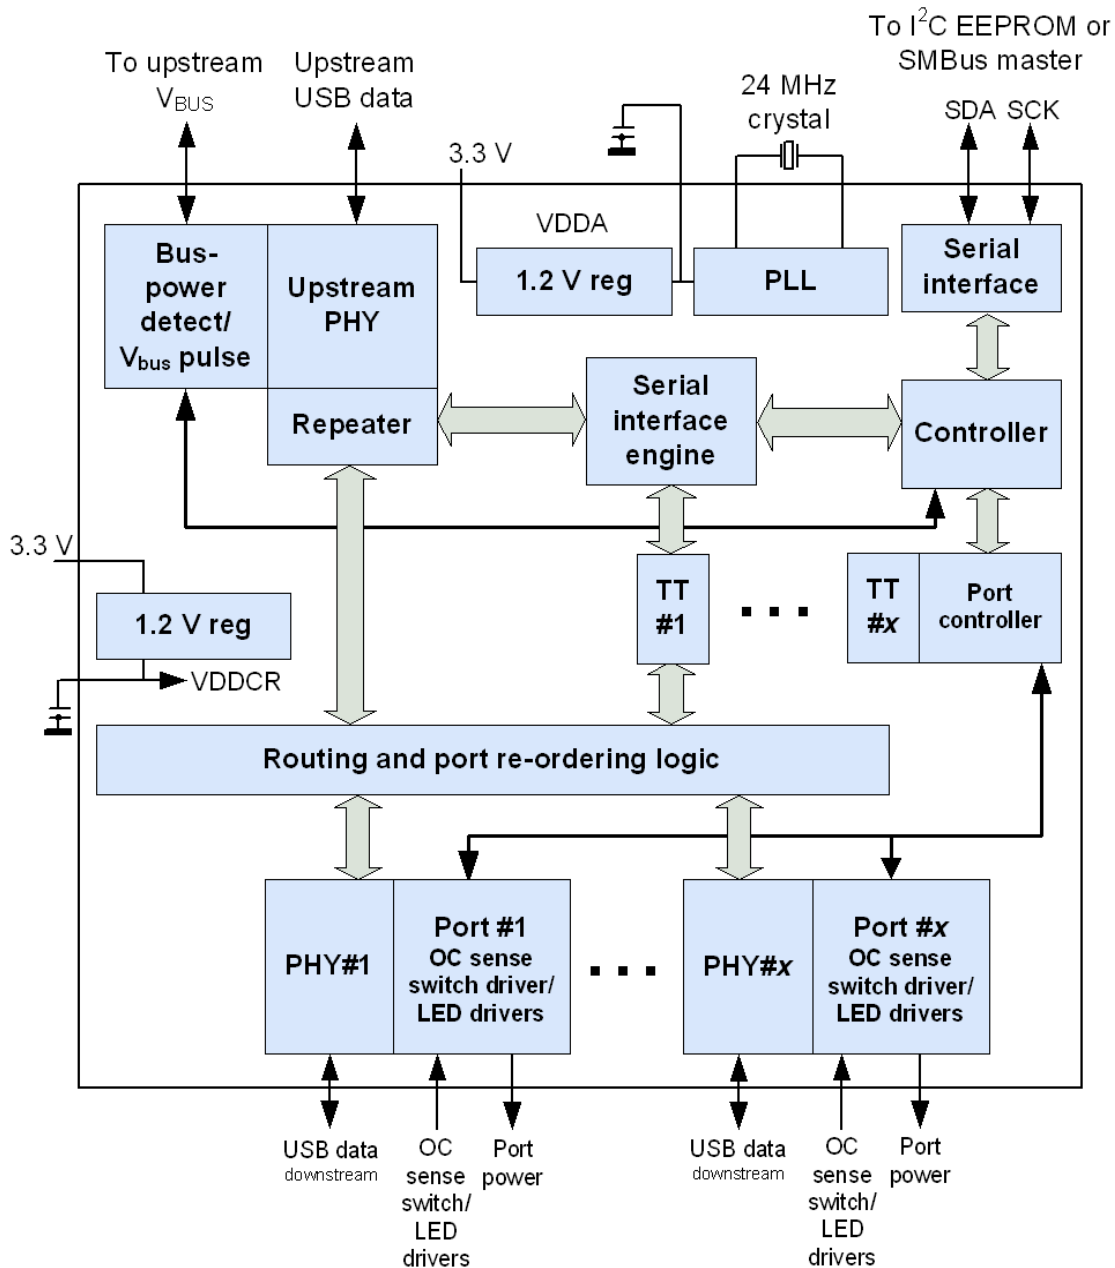 To I²C EEPROM or
SMBus master
To upstream
V_BUS
Upstream
USB data
24 MHz
crystal
SDA SCK
3.3 V
VDDA
Bus-
power
detect/
V_bus pulse
Upstream
PHY
1.2 V reg
PLL
Serial
interface
Repeater
Serial
interface
engine
Controller
3.3 V
1.2 V reg
VDDCR
TT
#1
TT
#x
Port
controller
Routing and port re-ordering logic
PHY#1
Port #1
OC sense
switch driver/
LED drivers
PHY#x
Port #x
OC sense
switch driver/
LED drivers
USB data
downstream
OC
sense
switch/
LED
drivers
Port
power
USB data
downstream
OC
sense
switch/
LED
drivers
Port
power